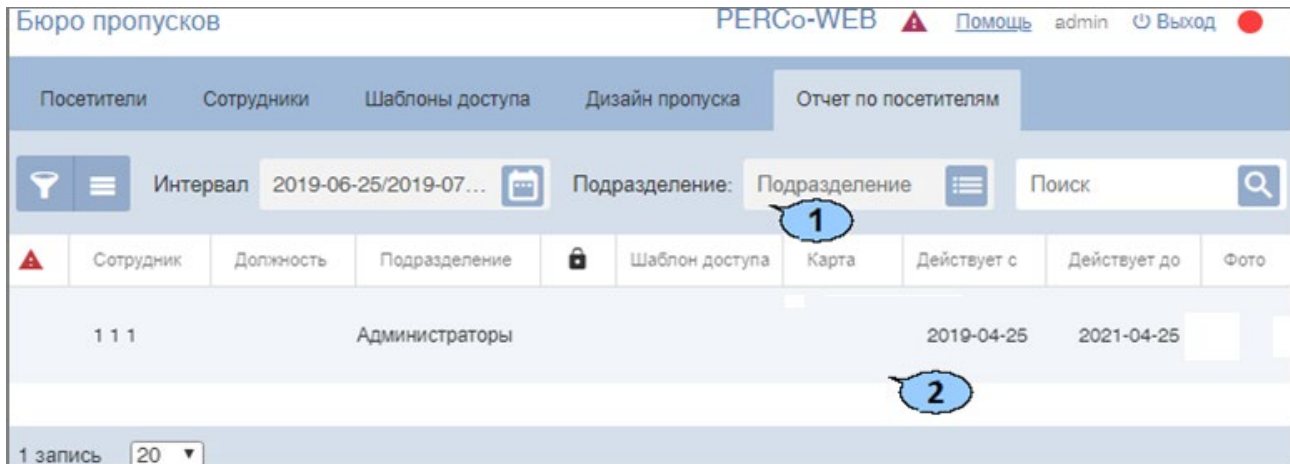 Бюро пропусков PERCo-WEB Помощь admin Выход
Посетители Сотрудники Шаблоны доступа Дизайн пропуска Отчет по посетителям
Интервал 2019-06-25/2019-07... Подразделение: Подразделение Поиск
1
Сотрудник Должность Подразделение Шаблон доступа Карта Действует с Действует до Фото
1 1 1 Администраторы 2019-04-25 2021-04-25
2
1 запись 20